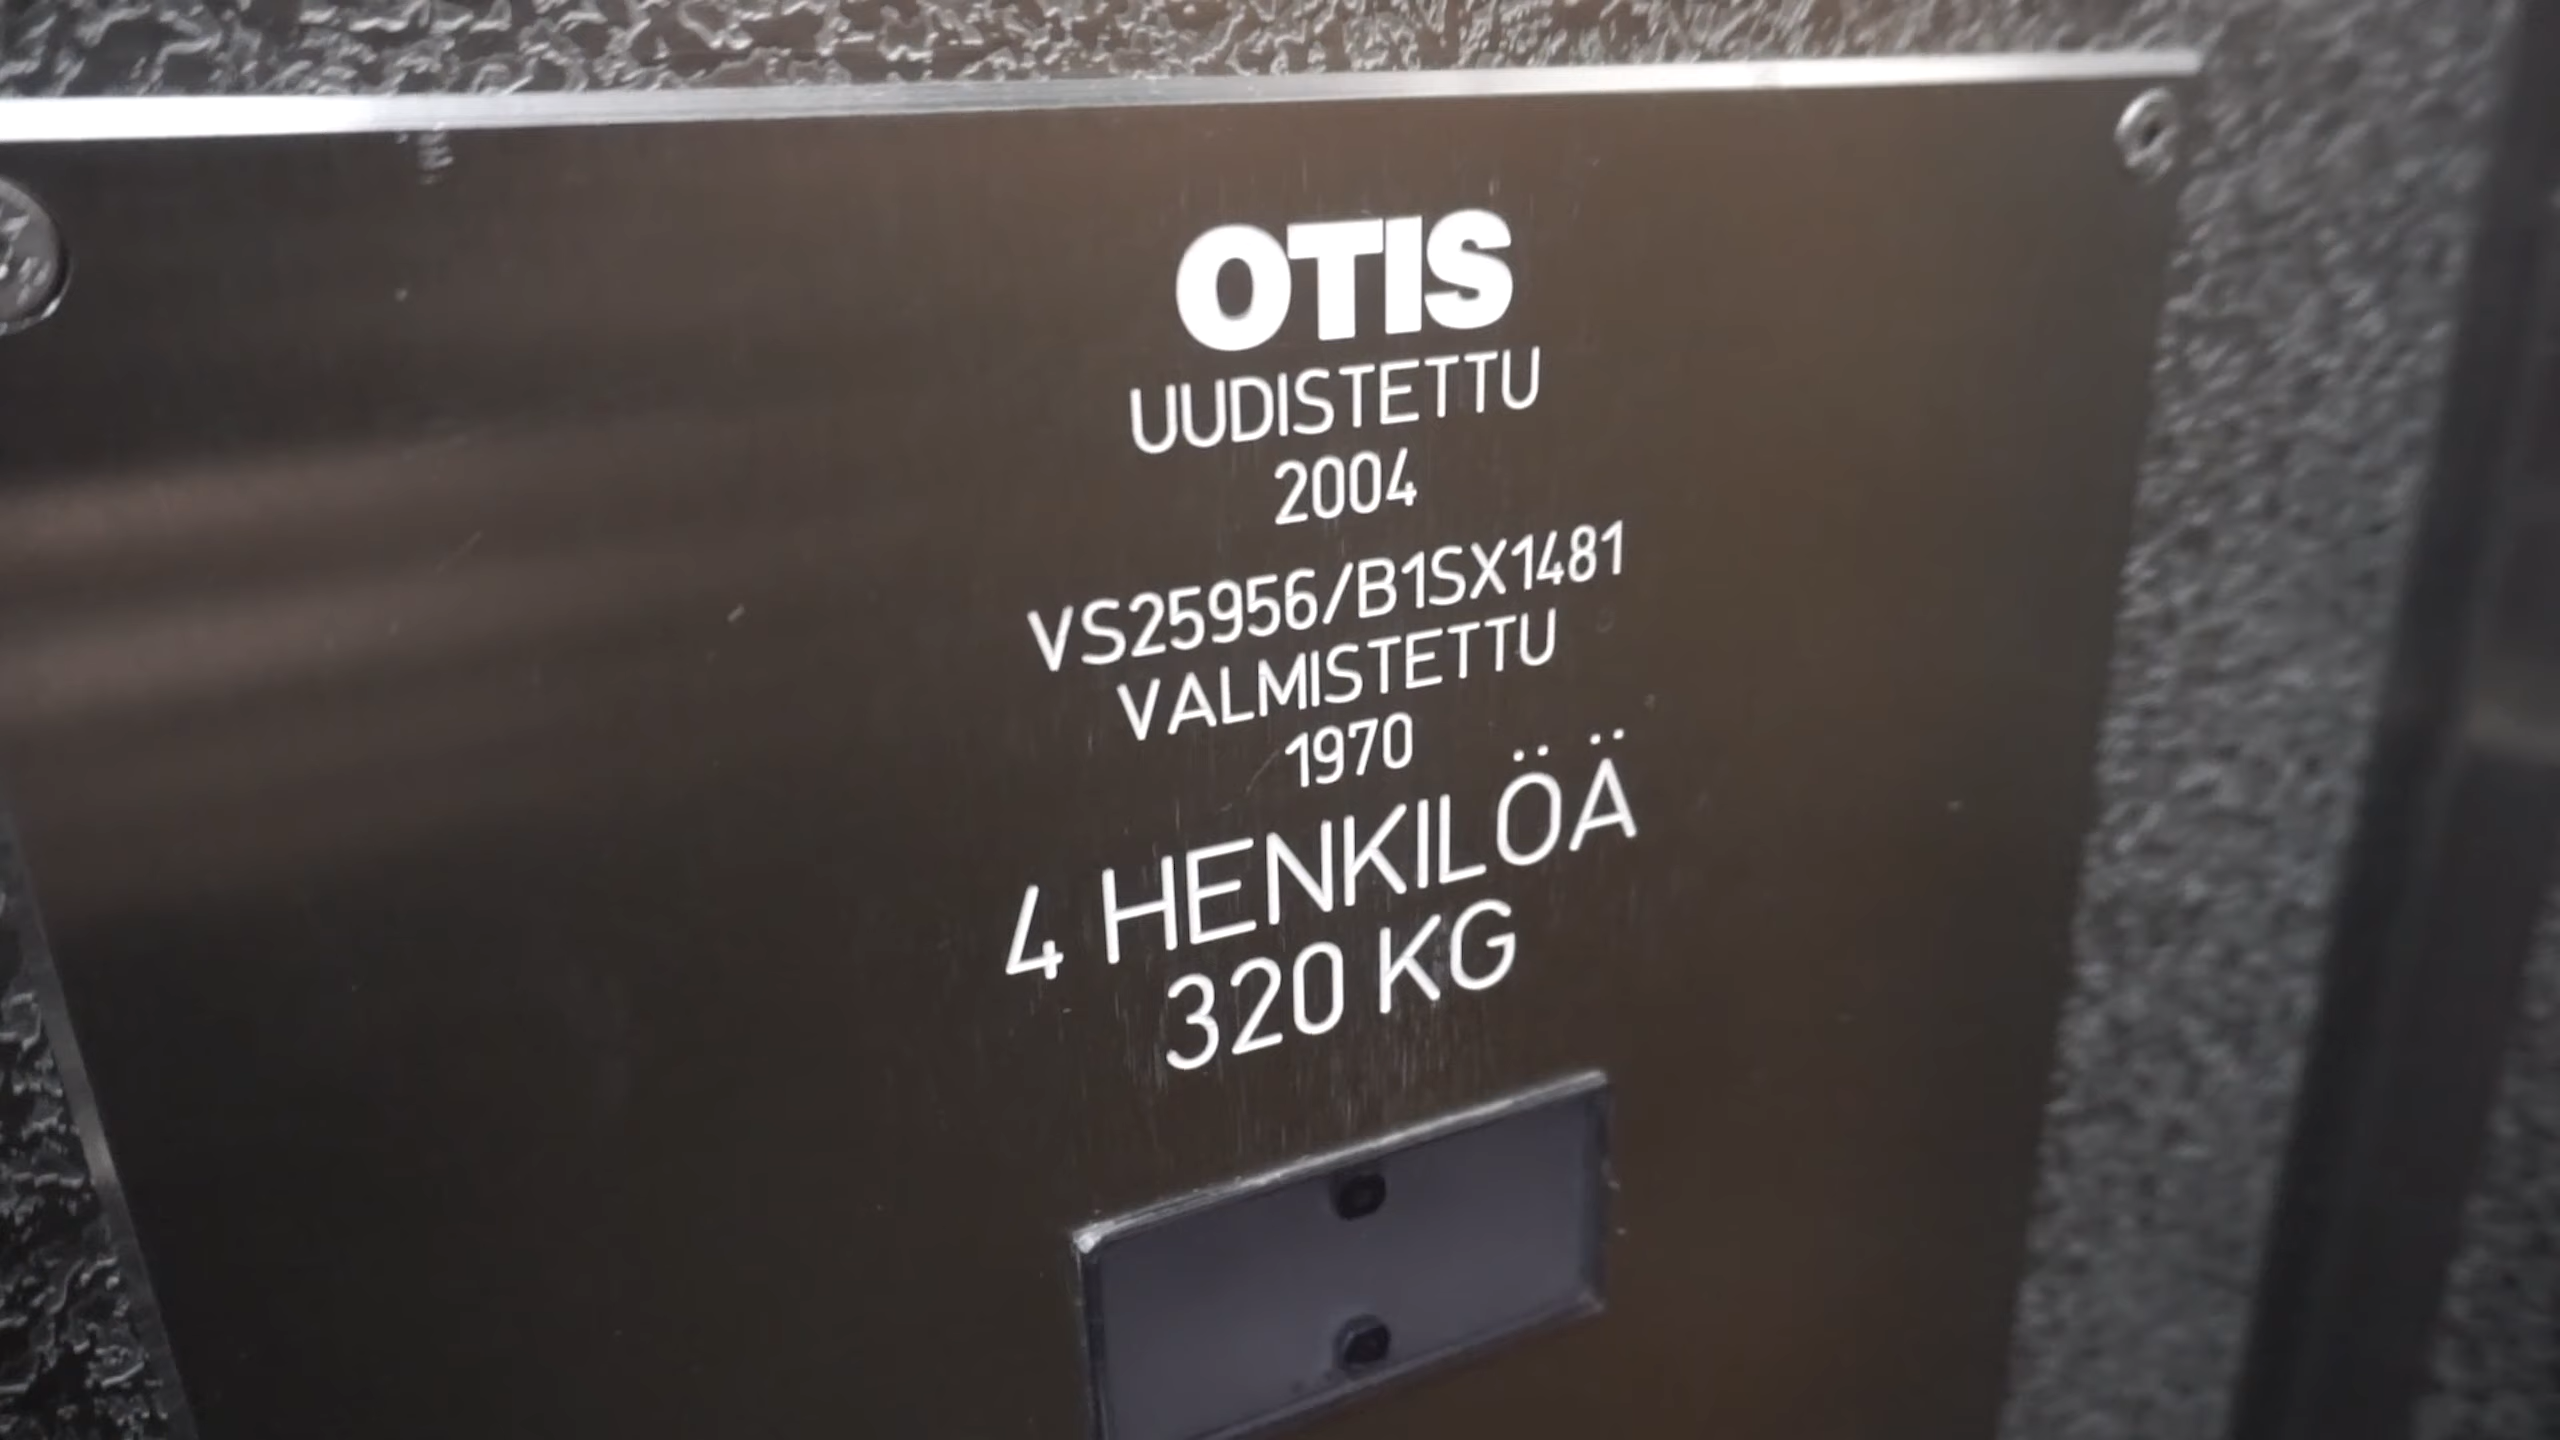 OTIS
UUDISTETTU
2004
VS25956/B1SX1481
VALMISTETTU
1970
4 HENKILÖÄ
320 KG